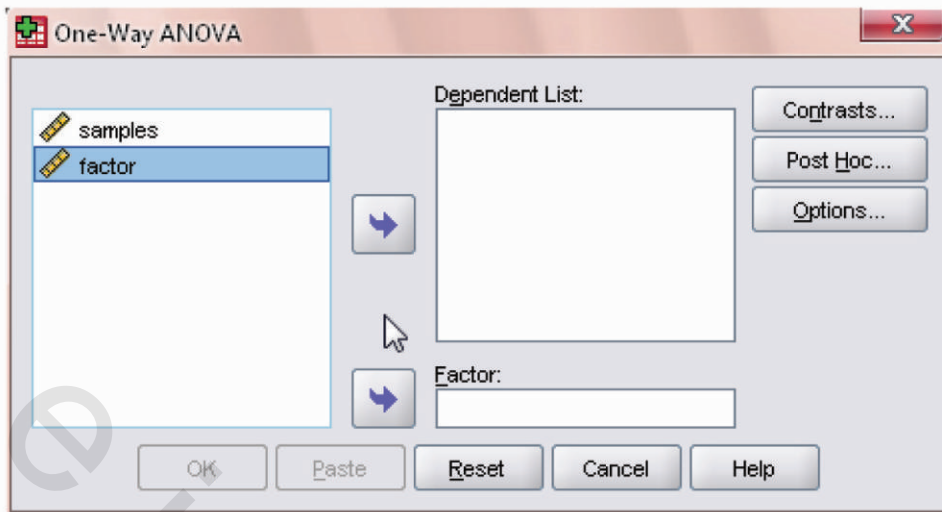 One-Way ANOVA
X
samples
factor
Dependent List:
Contrasts...
Post Hoc...
Options...
Factor:
OK
Paste
Reset
Cancel
Help